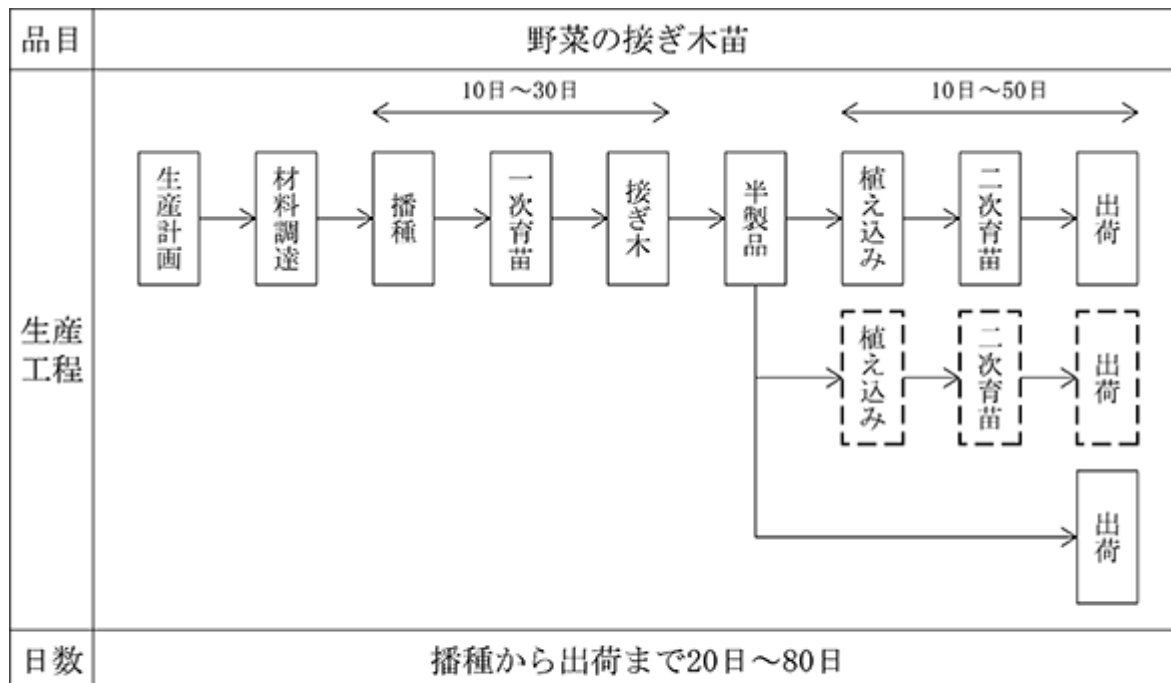 品目
野菜の接ぎ木苗
生産
工程
10日～30日
10日～50日
生産計画
材料調達
播種
一次育苗
接ぎ木
半製品
植え込み
二次育苗
出荷
植え込み
二次育苗
出荷
出荷
日数
播種から出荷まで20日～80日